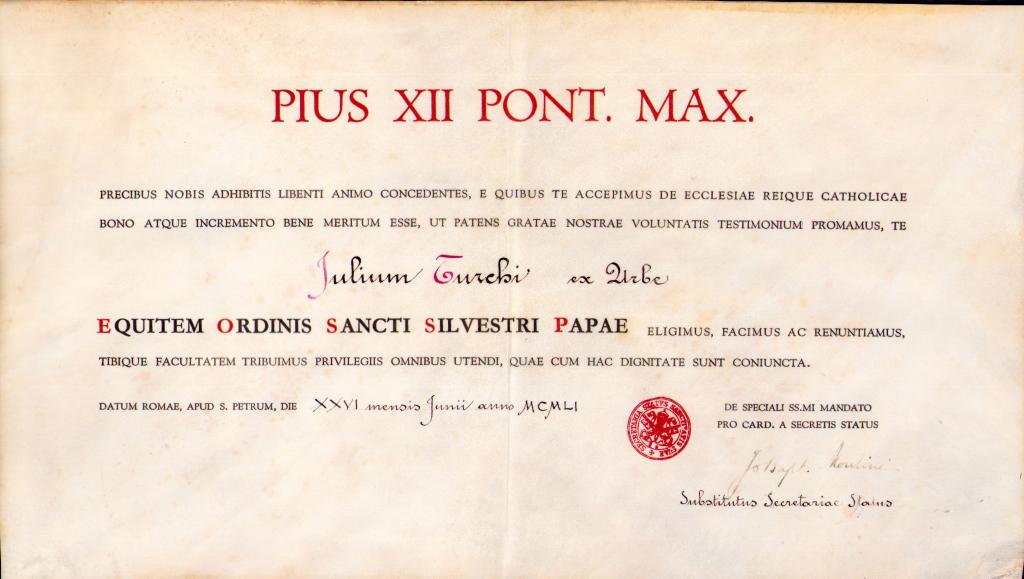 PIUS XII PONT. MAX.
PRECIBUS NOBIS ADHIBITIS LIBENTI ANIMO CONCEDENTES, E QUIBUS TE ACCEPIMUS DE ECCLESIAE REIQUE CATHOLICAE
BONO ATQUE INCREMENTO BENE MERITUM ESSE, UT PATENS GRATAE NOSTRAE VOLUNTATIS TESTIMONIUM PROMAMUS, TE
Julium Turchi ex Urbe
EQUITEM ORDINIS SANCTI SILVESTRI PAPAE ELIGIMUS, FACIMUS AC RENUNTIAMUS,
TIBIQUE FACULTATEM TRIBUIMUS PRIVILEGIIS OMNIBUS UTENDI, QUAE CUM HAC DIGNITATE SUNT CONIUNCTA.
DATUM ROMAE, APUD S. PETRUM, DIE XXVI mensis Junii anno MCMLI
DE SPECIALI SS.MI MANDATO
PRO CARD. A SECRETIS STATUS
Jo Bapt. Montini
Substitutus Secretariae Status